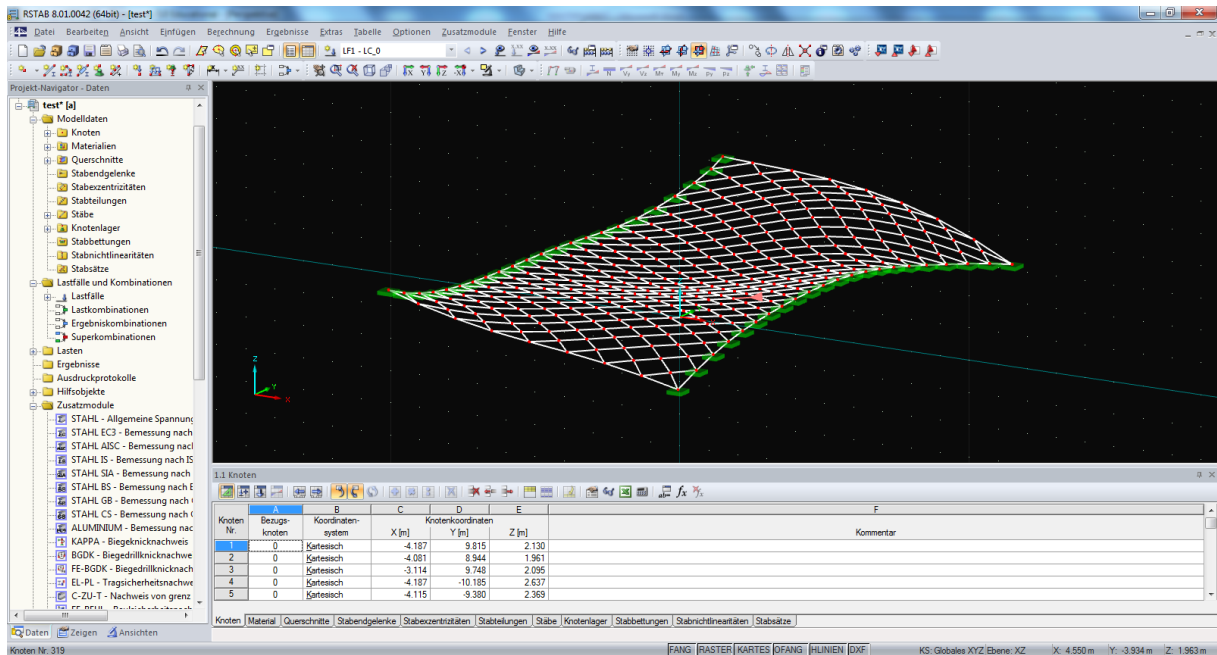 RSTAB 8.01.0042 (64bit) - [test*]
Datei Bearbeiten Ansicht Einfügen Berechnung Ergebnisse Extras Tabelle Optionen Zusatzmodule Fenster Hilfe
LF1 - LC_0
Projekt-Navigator - Daten
test* [a]
Modelldaten
Knoten
Materialien
Querschnitte
Stabendgelenke
Stabexzentrizitäten
Stabteilungen
Stäbe
Knotenlager
Stabbettungen
Stabnichtlinearitäten
Stabsätze
Lastfälle und Kombinationen
Lastfälle
Lastkombinationen
Ergebniskombinationen
Superkombinationen
Lasten
Ergebnisse
Ausdruckprotokolle
Hilfsobjekte
Zusatzmodule
STAHL - Allgemeine Spannung
STAHL EC3 - Bemessung nach
STAHL AISC - Bemessung nacl
STAHL IS - Bemessung nach IS
STAHL SIA - Bemessung nach
STAHL BS - Bemessung nach E
STAHL GB - Bemessung nach
STAHL CS - Bemessung nach
ALUMINIUM - Bemessung nac
KAPPA - Biegeknicknachweis
BGDK - Biegedrillknicknachwe
FE-BGDK - Biegedrillknicknach
EL-PL - Tragsicherheitsnachwe
C-ZU-T - Nachweis von grenz
Daten Zeigen Ansichten
Z
Y
X
1.1 Knoten
A B C D E F
Knoten Bezugs- Koordinaten- Knotenkoordinaten
Nr. knoten system X [m] Y [m] Z [m] Kommentar
1 0 Kartesisch -4.187 9.815 2.130
2 0 Kartesisch -4.081 8.944 1.961
3 0 Kartesisch -3.114 9.748 2.095
4 0 Kartesisch -4.187 -10.185 2.637
5 0 Kartesisch -4.115 -9.380 2.369
Knoten Material Querschnitte Stabendgelenke Stabexzentrizitäten Stabteilungen Stäbe Knotenlager Stabbettungen Stabnichtlinearitäten Stabsätze
Knoten Nr. 319
FANG RASTER KARTES OFANG HLINIEN DXF KS: Globales XYZ Ebene: XZ X: 4.550 m Y: -3.934 m Z: 1.963 m